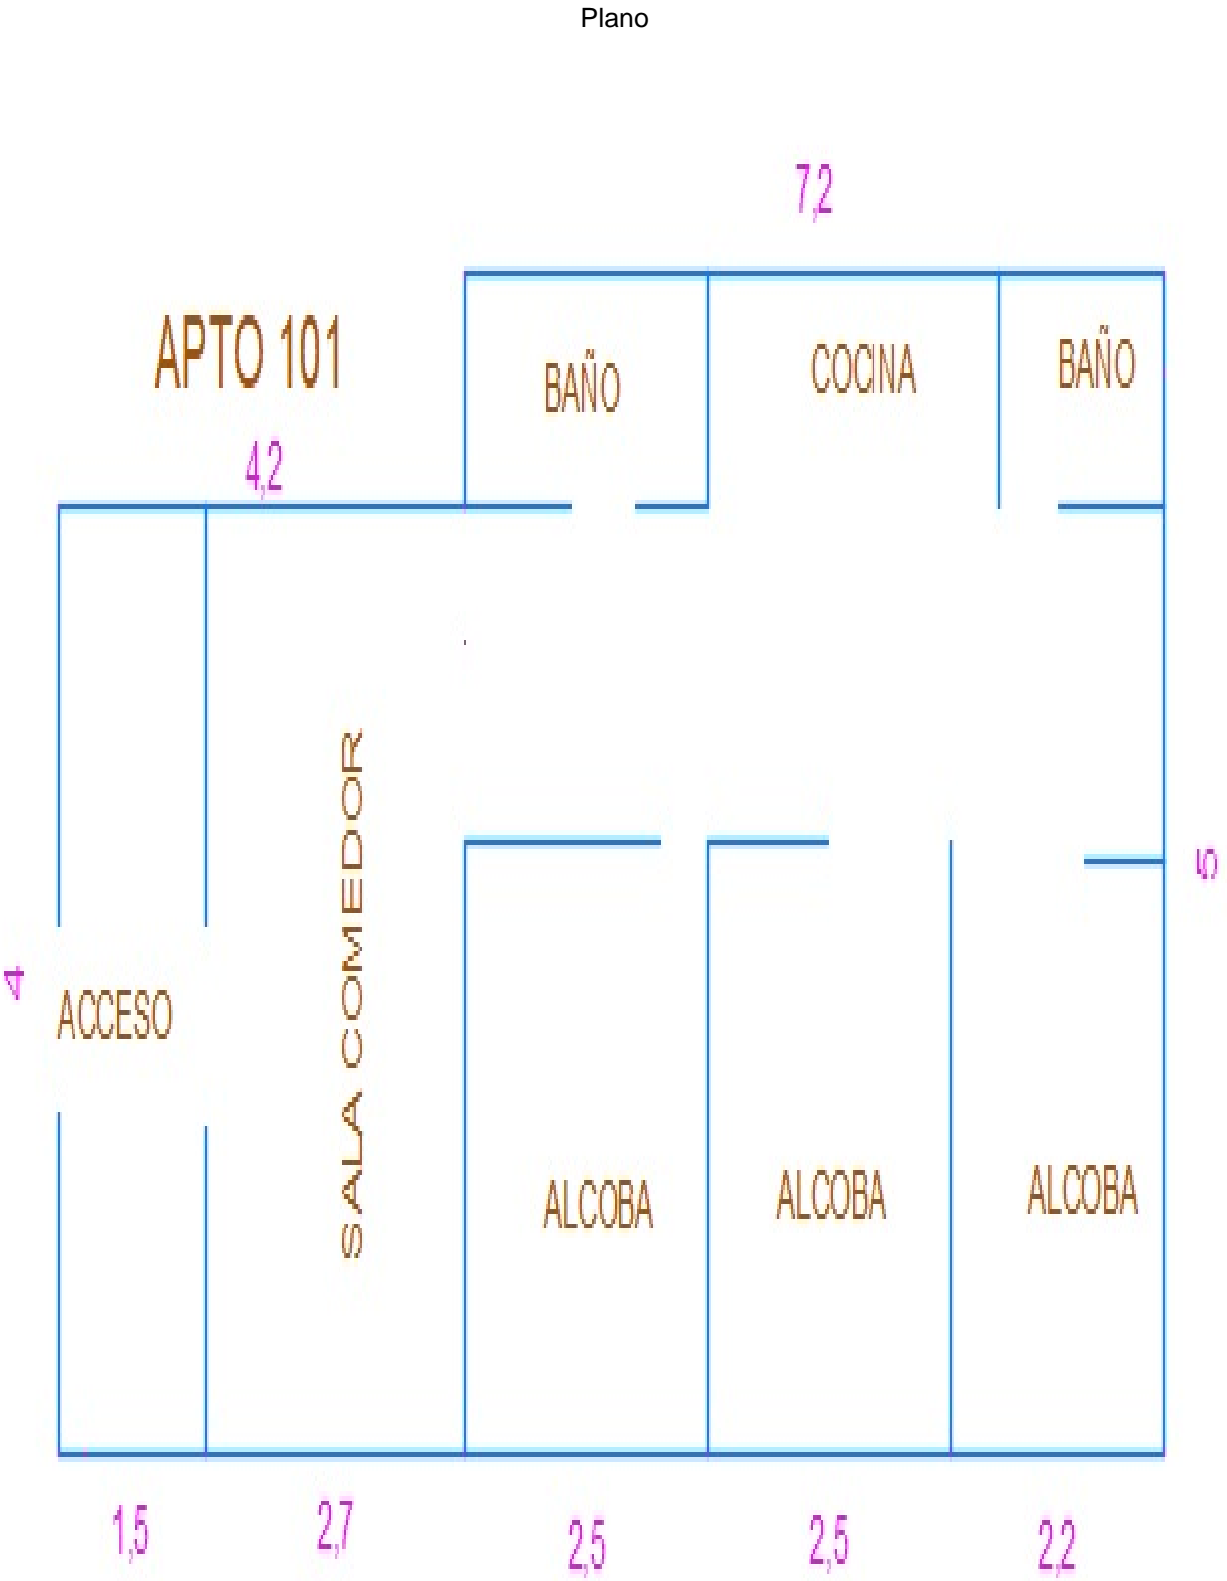 Plano
7,2
APTO 101
BAÑO
COCINA
BAÑO
4,2
SALA COMEDOR
5
4
ACCESO
ALCOBA
ALCOBA
ALCOBA
1,5
2,7
2,5
2,5
2,2